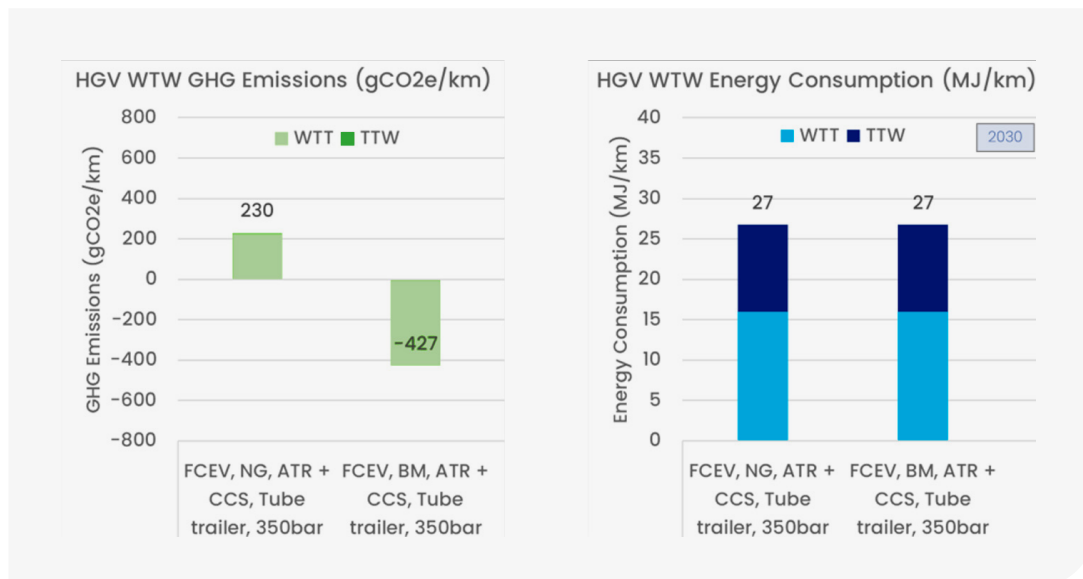 HGV WTW GHG Emissions (gCO2e/km)
GHG Emissions (gCO2e/km)
800
600
400
200
0
-200
-400
-600
-800
WTT TTW
230
-427
FCEV, NG, ATR +
CCS, Tube
trailer, 350bar
FCEV, BM, ATR +
CCS, Tube
trailer, 350bar
HGV WTW Energy Consumption (MJ/km)
Energy Consumption (MJ/km)
40
35
30
25
20
15
10
5
0
WTT TTW
2030
27
27
FCEV, NG, ATR +
CCS, Tube
trailer, 350bar
FCEV, BM, ATR +
CCS, Tube
trailer, 350bar